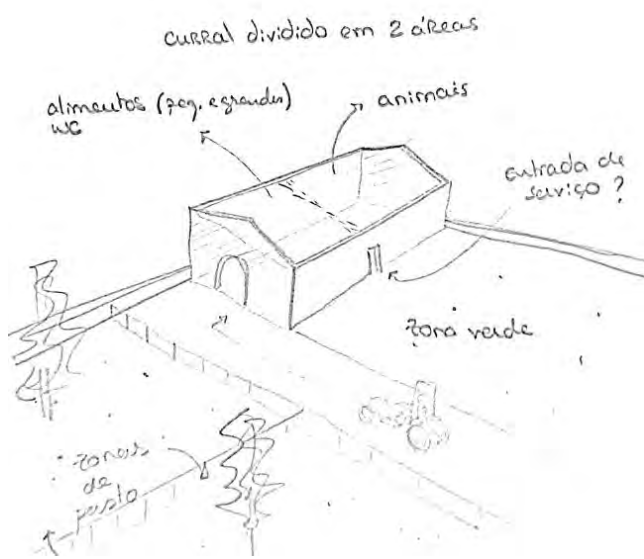 curral dividido em 2 áreas
alimentos (peq. e grandes)
WC
animais
entrada de
serviço?
zona verde
zonas
de
pasto